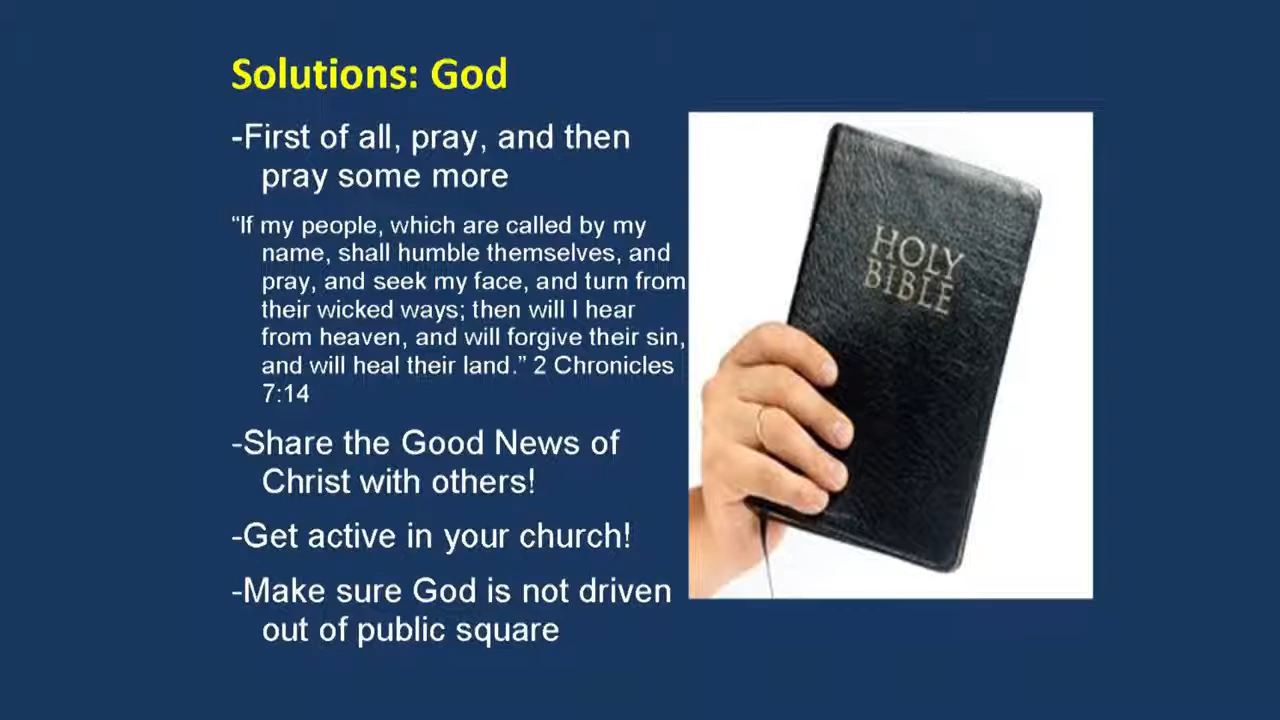 Solutions: God
-First of all, pray, and then
pray some more
“If my people, which are called by my
name, shall humble themselves, and
pray, and seek my face, and turn from
their wicked ways; then will I hear
from heaven, and will forgive their sin,
and will heal their land.” 2 Chronicles
7:14
-Share the Good News of
Christ with others!
-Get active in your church!
-Make sure God is not driven
out of public square
HOLY
BIBLE